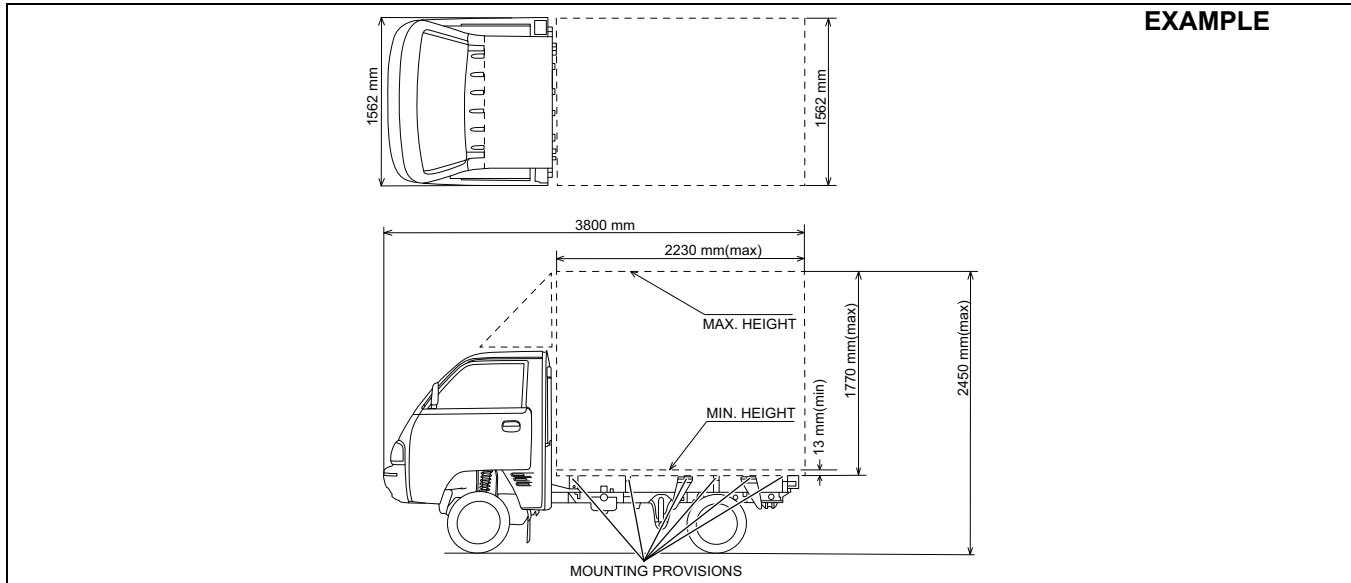 EXAMPLE
1562 mm
1562 mm
3800 mm
2230 mm(max)
MAX. HEIGHT
1770 mm(max)
2450 mm(max)
MIN. HEIGHT
13 mm(min)
MOUNTING PROVISIONS